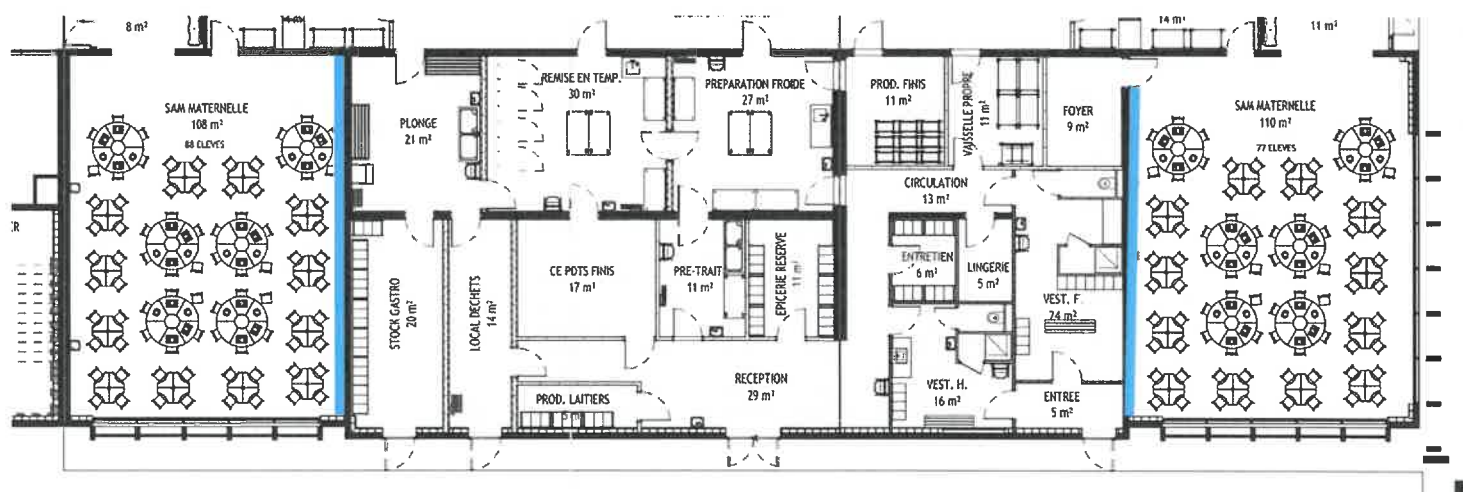 8 m²
14 m²
11 m²
SAM MATERNELLE
108 m²
88 ELEVES
PLONGE
21 m²
REMISE EN TEMP.
30 m²
PREPARATION FROIDE
27 m²
PROD. FINIS
11 m²
VAISSELLE PROPRE
11 m²
FOYER
9 m²
SAM MATERNELLE
110 m²
77 ELEVES
CIRCULATION
13 m²
STOCK GASTRO
20 m²
LOCAL DECHETS
14 m²
CE PDTS FINIS
17 m²
PRE-TRAIT
11 m²
EPICERIE RESERVE
11 m²
ENTRETIEN
6 m²
LINGERIE
5 m²
VEST. F.
24 m²
RECEPTION
29 m²
PROD. LAITIERS
VEST. H.
16 m²
ENTREE
5 m²